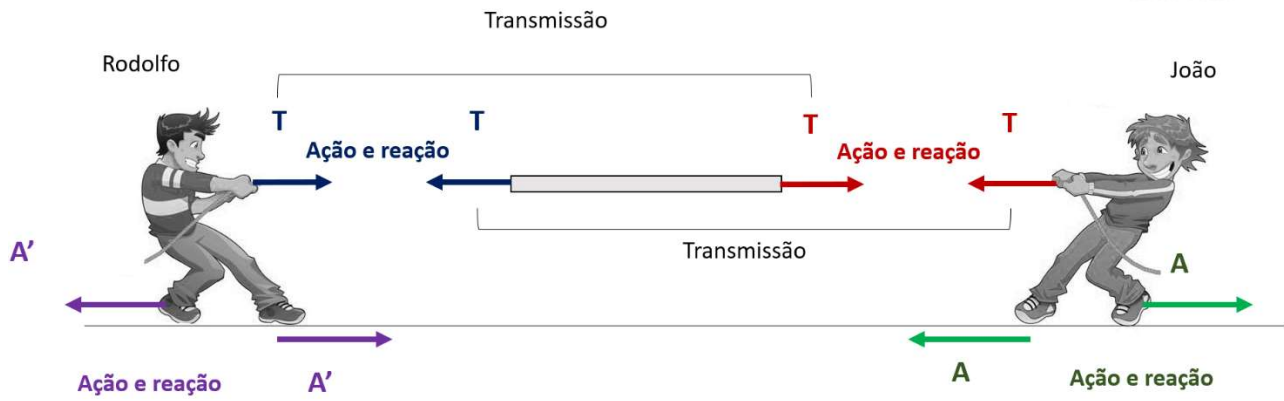 Transmissão
Rodolfo
João
T
T
T
T
Ação e reação
Ação e reação
Transmissão
A'
A
Ação e reação
A'
A
Ação e reação